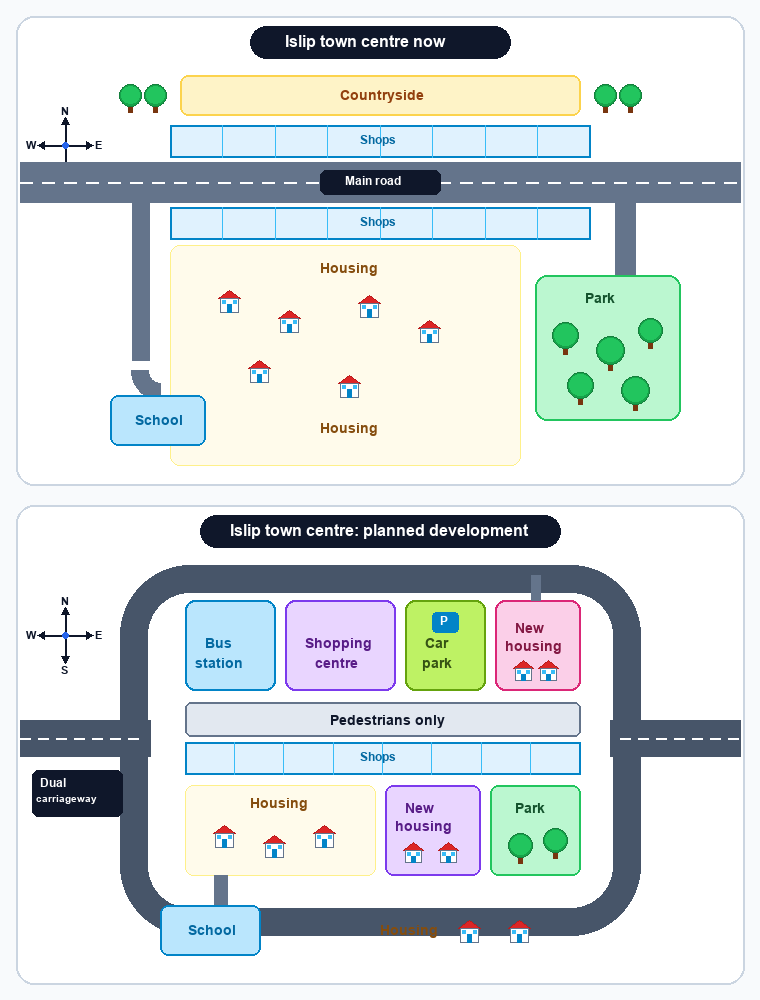 Islip town centre now
Countryside
N
W E
Shops
Main road
Shops
Housing
Park
School
Housing
Islip town centre: planned development
N
W E
S
Bus
station
Shopping
centre
P
Car
park
New
housing
Pedestrians only
Shops
Dual
carriageway
Housing
New
housing
Park
School
Housing